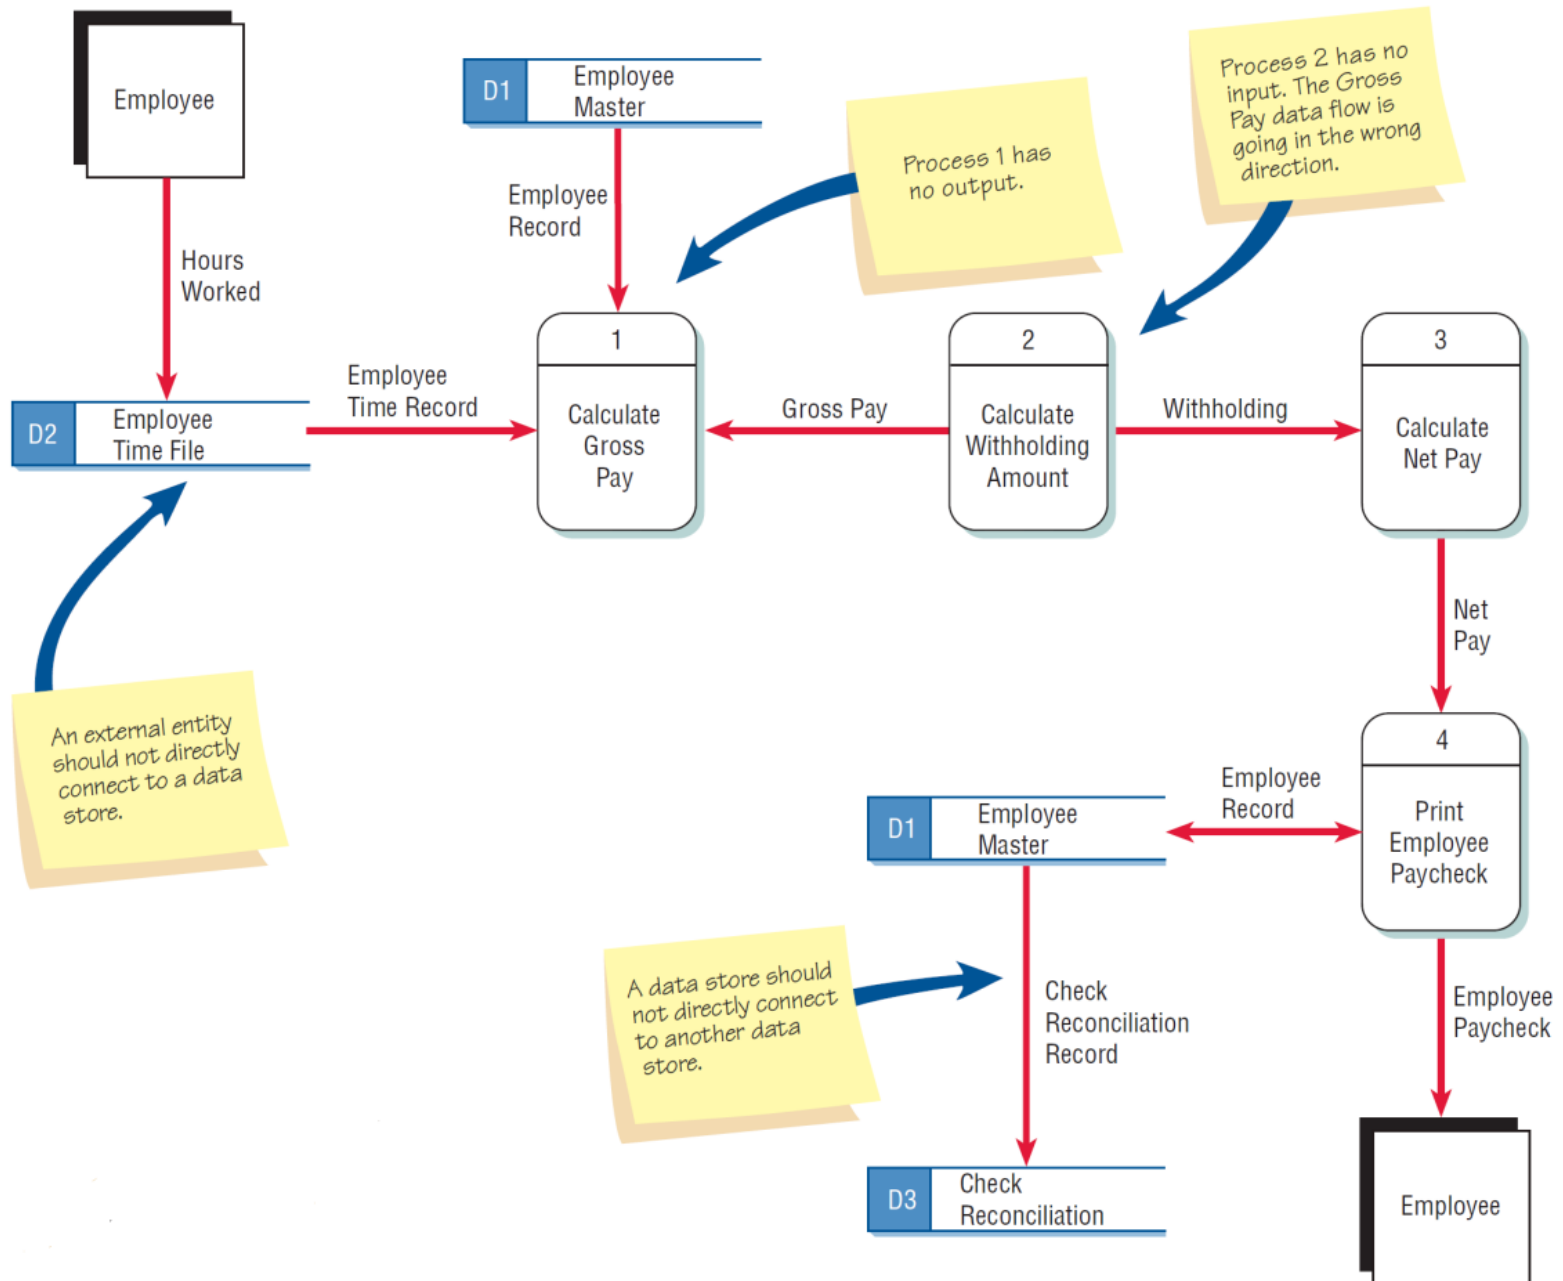 Employee
D1
Employee
Master
Process 1 has
no output.
Process 2 has no
input. The Gross
Pay data flow is
going in the wrong
direction.
Employee
Record
Hours
Worked
1
Calculate
Gross
Pay
2
Calculate
Withholding
Amount
3
Calculate
Net Pay
Employee
Time Record
Gross Pay
Withholding
D2
Employee
Time File
Net
Pay
An external entity
should not directly
connect to a data
store.
4
Print
Employee
Paycheck
Employee
Record
D1
Employee
Master
A data store should
not directly connect
to another data
store.
Check
Reconciliation
Record
Employee
Paycheck
D3
Check
Reconciliation
Employee